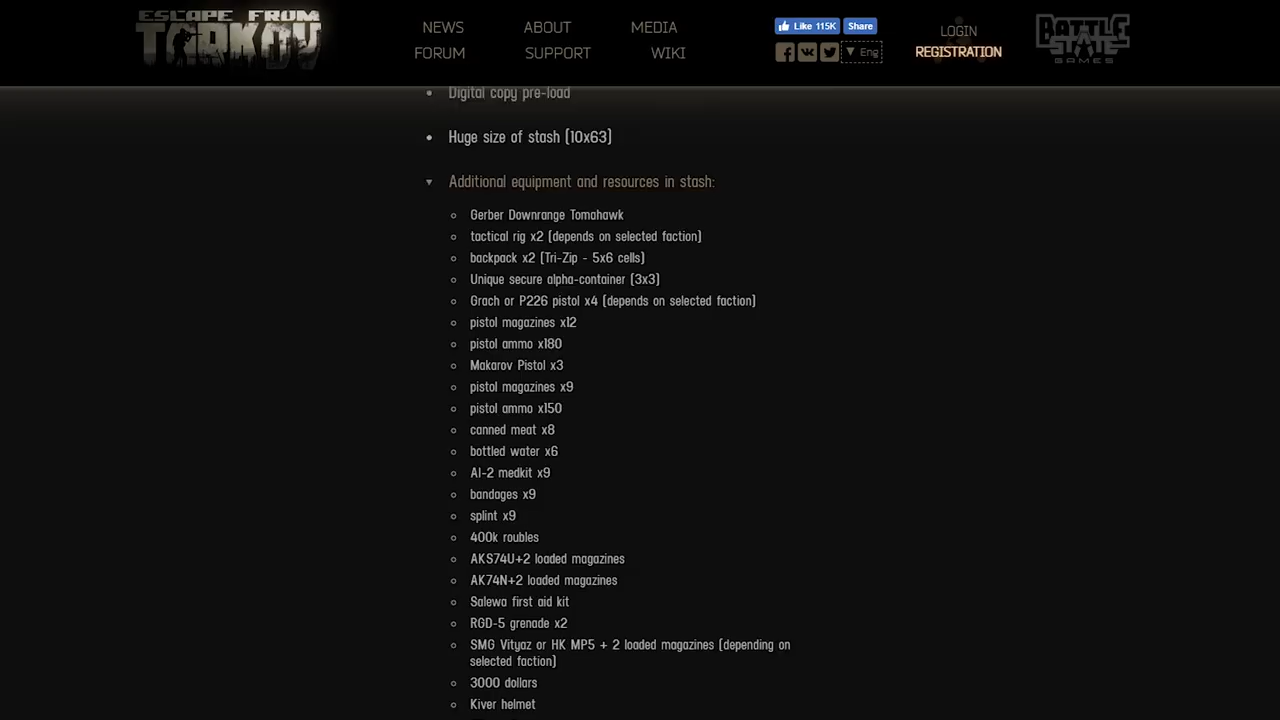 ESCAPE FROM
TARKOV
NEWS
ABOUT
MEDIA
FORUM
SUPPORT
WIKI
Like 115K
Share
▼ Eng
LOGIN
REGISTRATION
BATTLE
STATE
GAMES
Digital copy pre-load
Huge size of stash (10x63)
Additional equipment and resources in stash:
Gerber Downrange Tomahawk
tactical rig x2 (depends on selected faction)
backpack x2 (Tri-Zip - 5x6 cells)
Unique secure alpha-container (3x3)
Grach or P226 pistol x4 (depends on selected faction)
pistol magazines x12
pistol ammo x180
Makarov Pistol x3
pistol magazines x9
pistol ammo x150
canned meat x8
bottled water x6
AI-2 medkit x9
bandages x9
splint x9
400k roubles
AKS74U+2 loaded magazines
AK74N+2 loaded magazines
Salewa first aid kit
RGD-5 grenade x2
SMG Vityaz or HK MP5 + 2 loaded magazines (depending on
selected faction)
3000 dollars
Kiver helmet